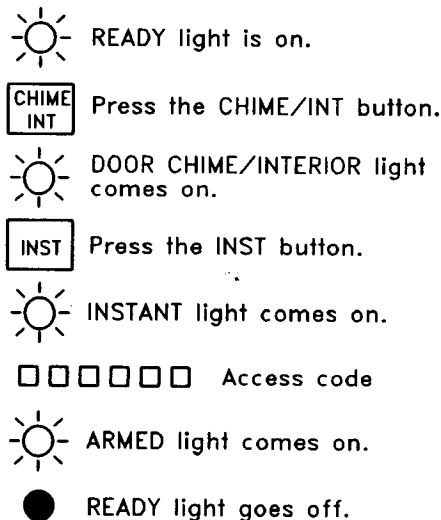 READY light is on.
CHIME
INT
Press the CHIME/INT button.
DOOR CHIME/INTERIOR light
comes on.
INST
Press the INST button.
INSTANT light comes on.
Access code
ARMED light comes on.
READY light goes off.